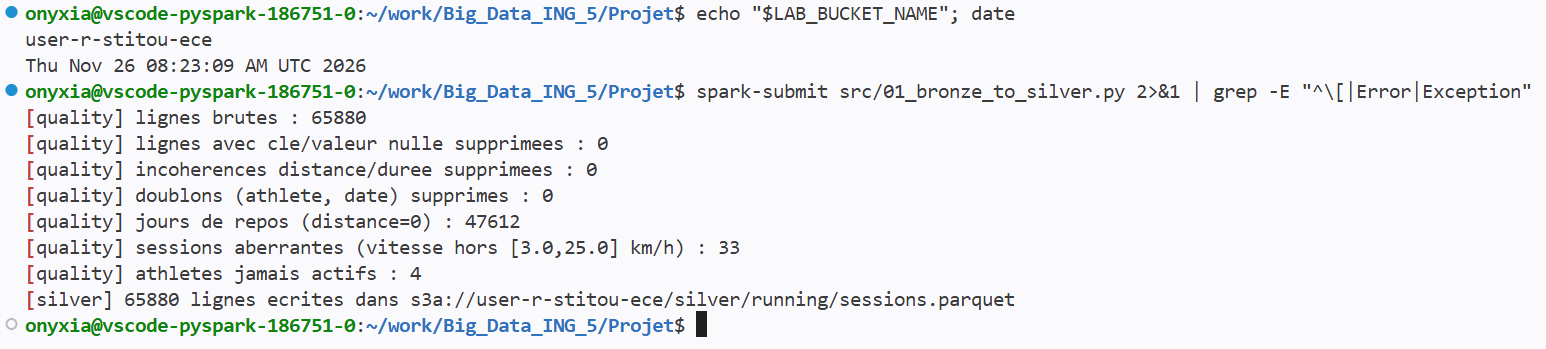 onyxia@vscode-pyspark-186751-0:~/work/Big_Data_ING_5/Projet$ echo "$LAB_BUCKET_NAME"; date
user-r-stitou-ece
Thu Nov 26 08:23:09 AM UTC 2026
onyxia@vscode-pyspark-186751-0:~/work/Big_Data_ING_5/Projet$ spark-submit src/01_bronze_to_silver.py 2>&1 | grep -E "^\[|Error|Exception"
[quality] lignes brutes : 65880
[quality] lignes avec cle/valeur nulle supprimees : 0
[quality] incoherences distance/duree supprimees : 0
[quality] doublons (athlete, date) supprimes : 0
[quality] jours de repos (distance=0) : 47612
[quality] sessions aberrantes (vitesse hors [3.0,25.0] km/h) : 33
[quality] athletes jamais actifs : 4
[silver] 65880 lignes ecrites dans s3a://user-r-stitou-ece/silver/running/sessions.parquet
onyxia@vscode-pyspark-186751-0:~/work/Big_Data_ING_5/Projet$